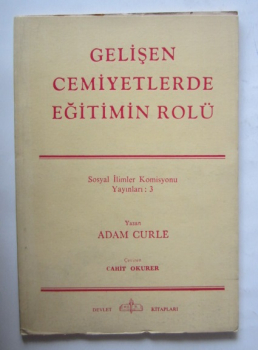 GELİŞEN
CEMİYETLERDE
EĞİTİMİN ROLÜ
Sosyal İlimler Komisyonu
Yayınları : 3
Yazan
ADAM CURLE
Çeviren
CAHİT OKURER
DEVLET KİTAPLARI